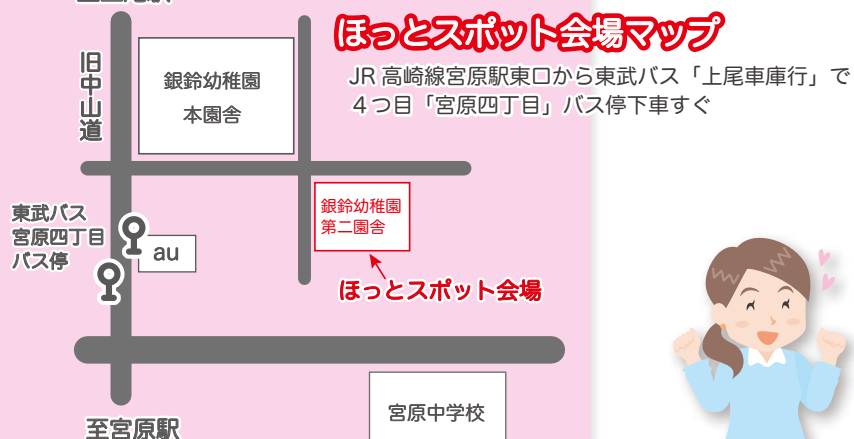 ほっとスポット会場マップ
JR 高崎線宮原駅東口から東武バス「上尾車庫行」で
４つ目「宮原四丁目」バス停下車すぐ
旧中山道
銀鈴幼稚園
本園舎
銀鈴幼稚園
第二園舎
東武バス
宮原四丁目
バス停
au
ほっとスポット会場
宮原中学校
至宮原駅